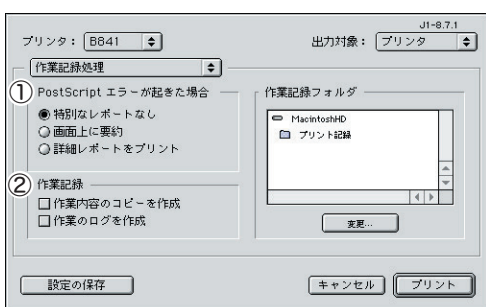 J1-8.7.1
プリンタ： B841 出力対象： プリンタ
作業記録処理
① PostScript エラーが起きた場合
特別なレポートなし
画面上に要約
詳細レポートをプリント
② 作業記録
作業内容のコピーを作成
作業のログを作成
作業記録フォルダ
MacintoshHD
プリント記録
変更...
設定の保存 キャンセル プリント